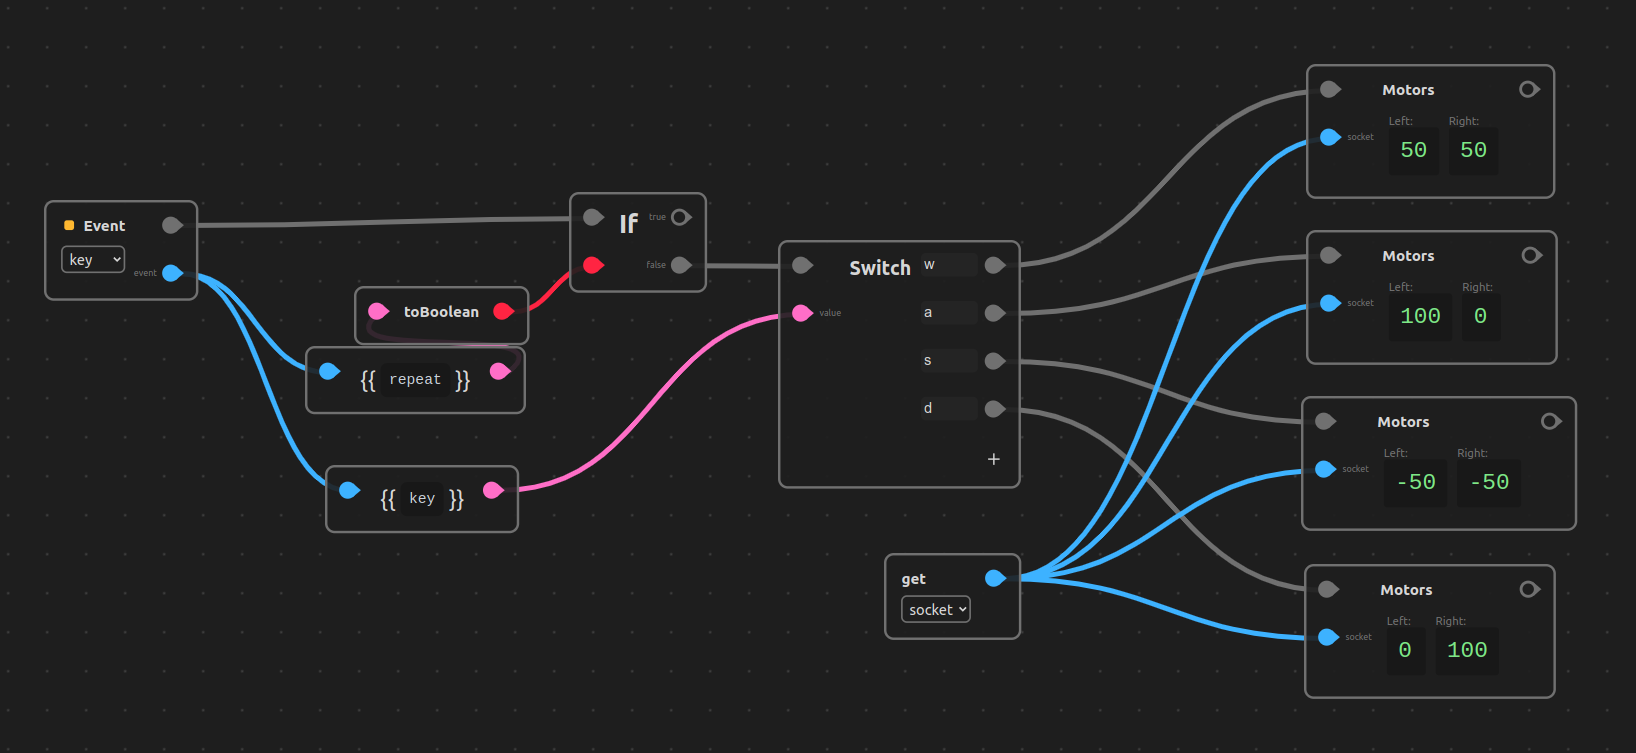 Event
key
event
toBoolean
{{ repeat }}
{{ key }}
If
true
false
Switch
value
w
a
s
d
+
get
socket
Motors
socket
Left: Right:
50 50
Motors
socket
Left: Right:
100 0
Motors
socket
Left: Right:
-50 -50
Motors
socket
Left: Right:
0 100